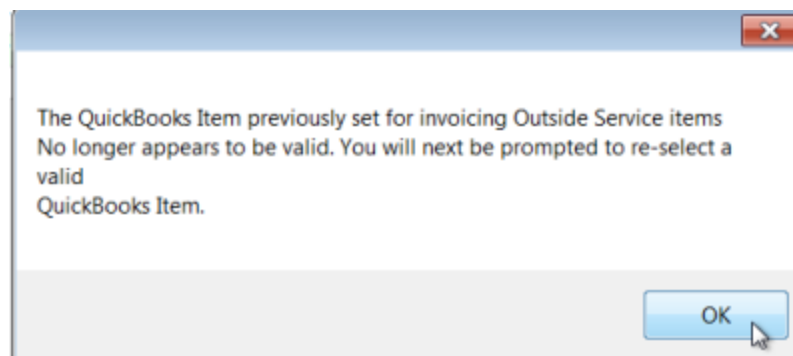 The QuickBooks Item previously set for invoicing Outside Service items
No longer appears to be valid. You will next be prompted to re-select a
valid
QuickBooks Item.
OK